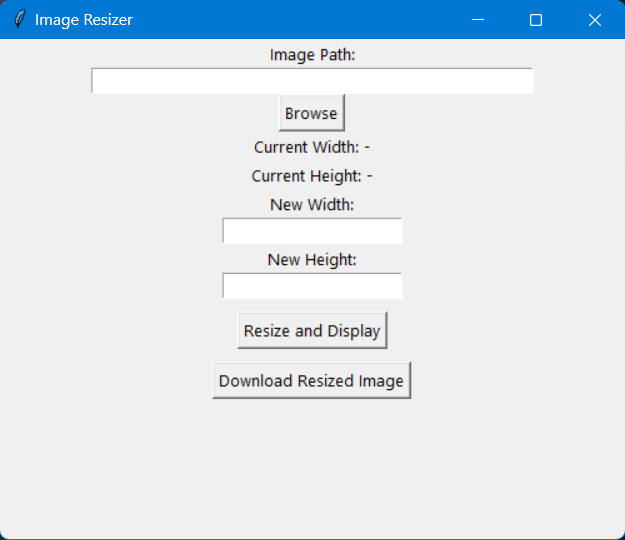 Image Resizer
Image Path:
Browse
Current Width: -
Current Height: -
New Width:
New Height:
Resize and Display
Download Resized Image